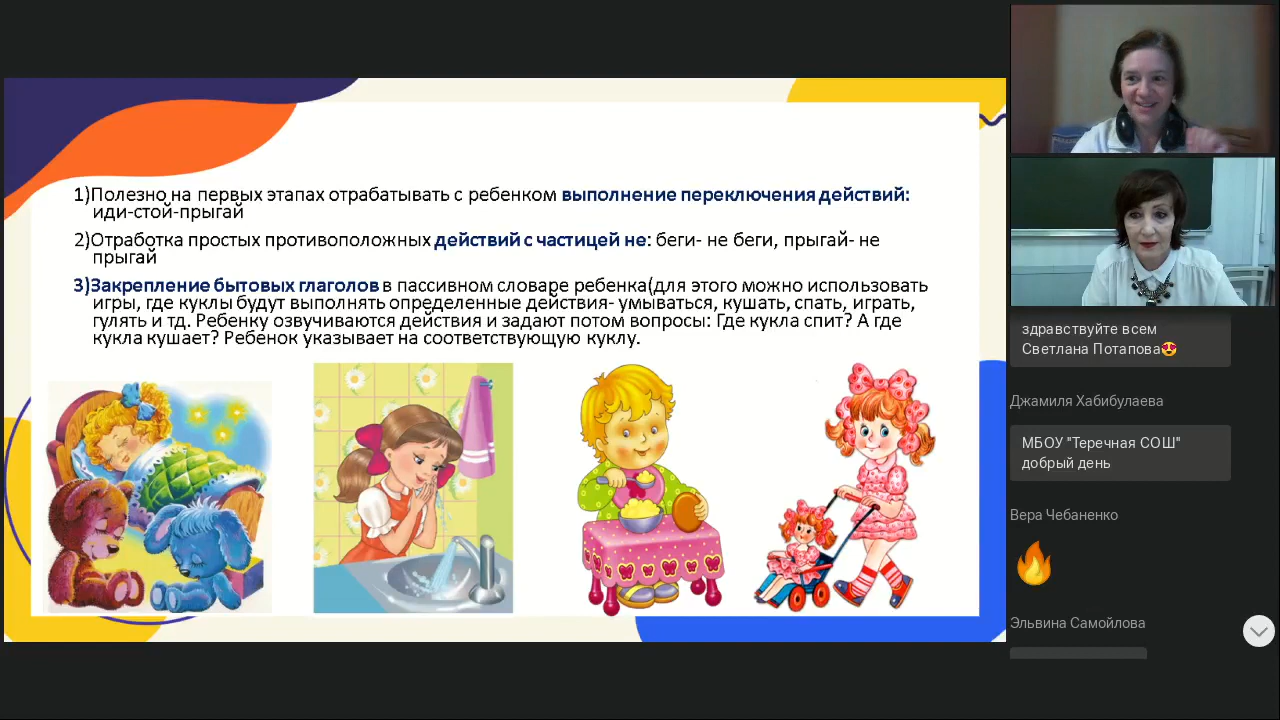 1)Полезно на первых этапах отрабатывать с ребенком выполнение переключения действий:
иди-стой-прыгай
2)Отработка простых противоположных действий с частицей не: беги- не беги, прыгай- не
прыгай
3)Закрепление бытовых глаголов в пассивном словаре ребенка(для этого можно использовать
игры, где куклы будут выполнять определенные действия- умываться, кушать, спать, играть,
гулять и тд. Ребенку озвучиваются действия и задают потом вопросы: Где кукла спит? А где
кукла кушает? Ребенок указывает на соответствующую куклу.
здравствуйте всем
Светлана Потапова😍
Джамиля Хабибулаева
МБОУ "Теречная СОШ"
добрый день
Вера Чебаненко
🔥
Эльвина Самойлова